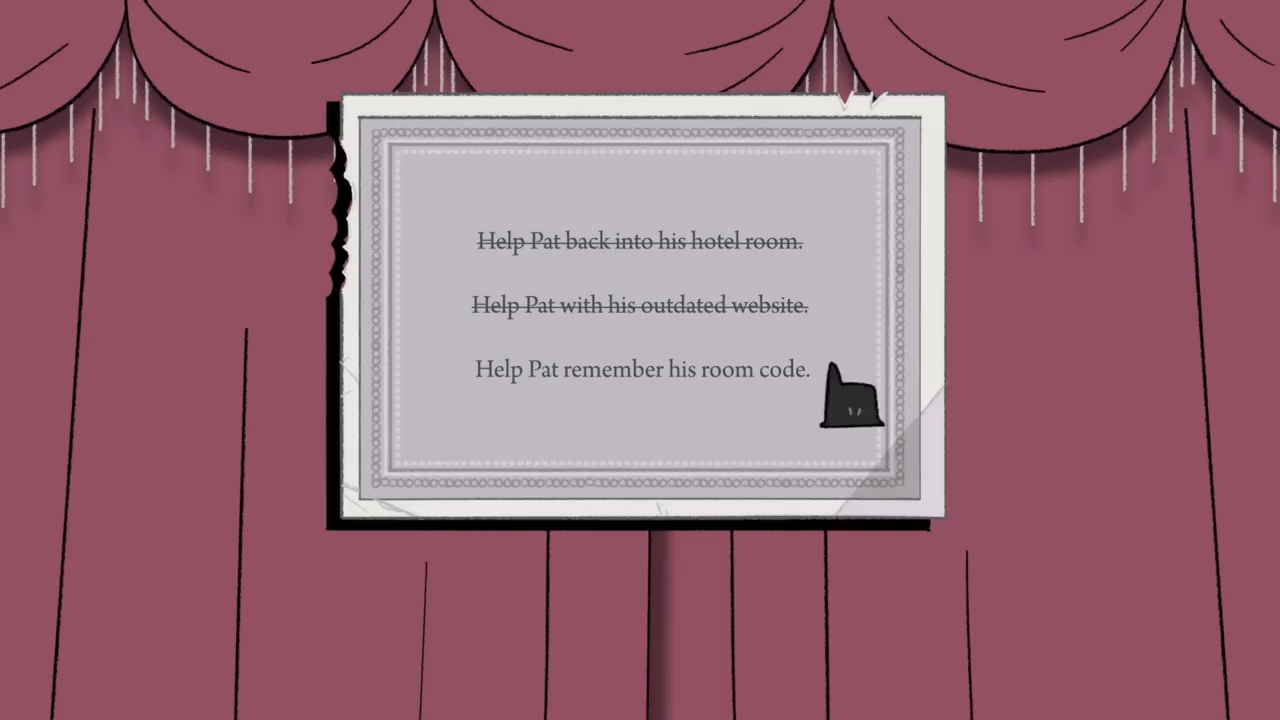 Help Pat back into his hotel room.
Help Pat with his outdated website.
Help Pat remember his room code.